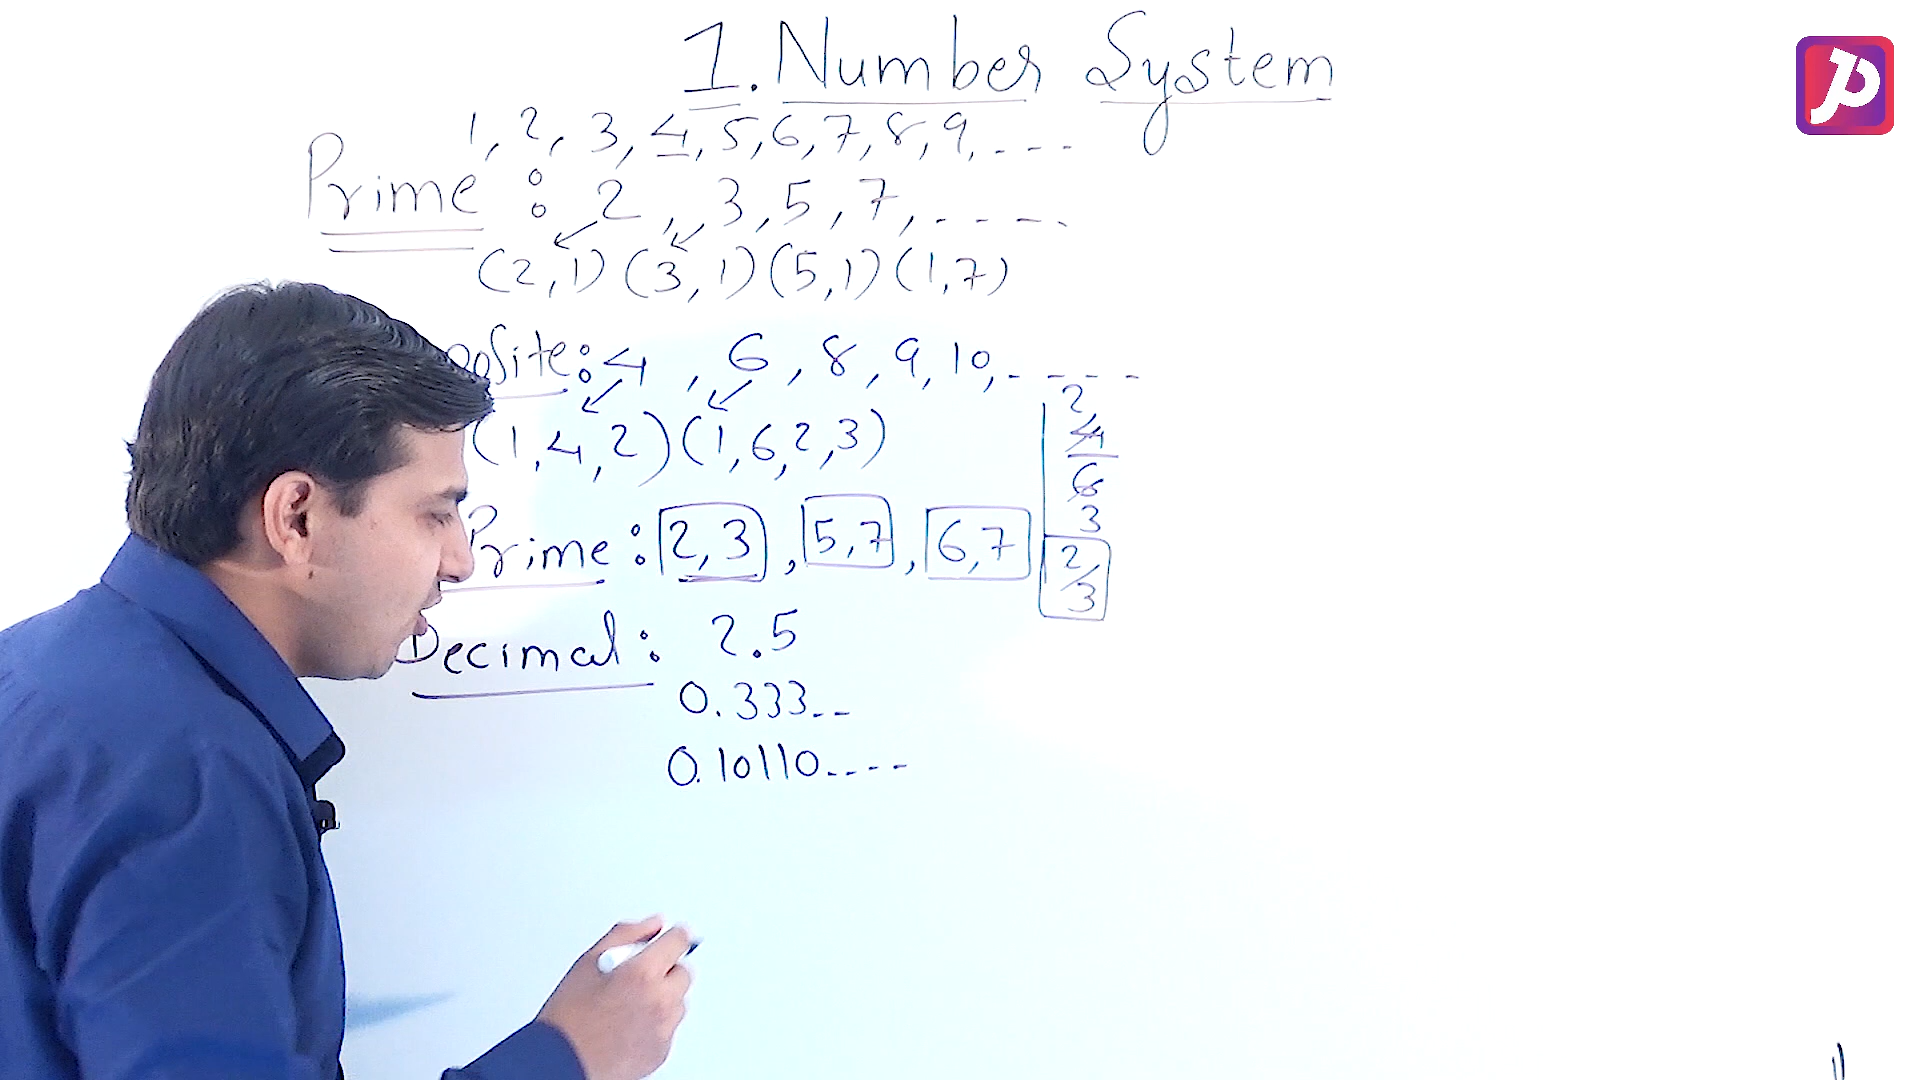 1. Number System
1, 2, 3, 4, 5, 6, 7, 8, 9, - - -
Prime : 2, 3, 5, 7, - - - -
(2, 1) (3, 1) (5, 1) (1, 7)
posite : 4, 6, 8, 9, 10, - - - -
(1, 4, 2) (1, 6, 2, 3)
2
4
6
3
Prime : 2, 3, 5, 7, 6, 7
2/3
Decimal : 2.5
0.333..
0.10110....